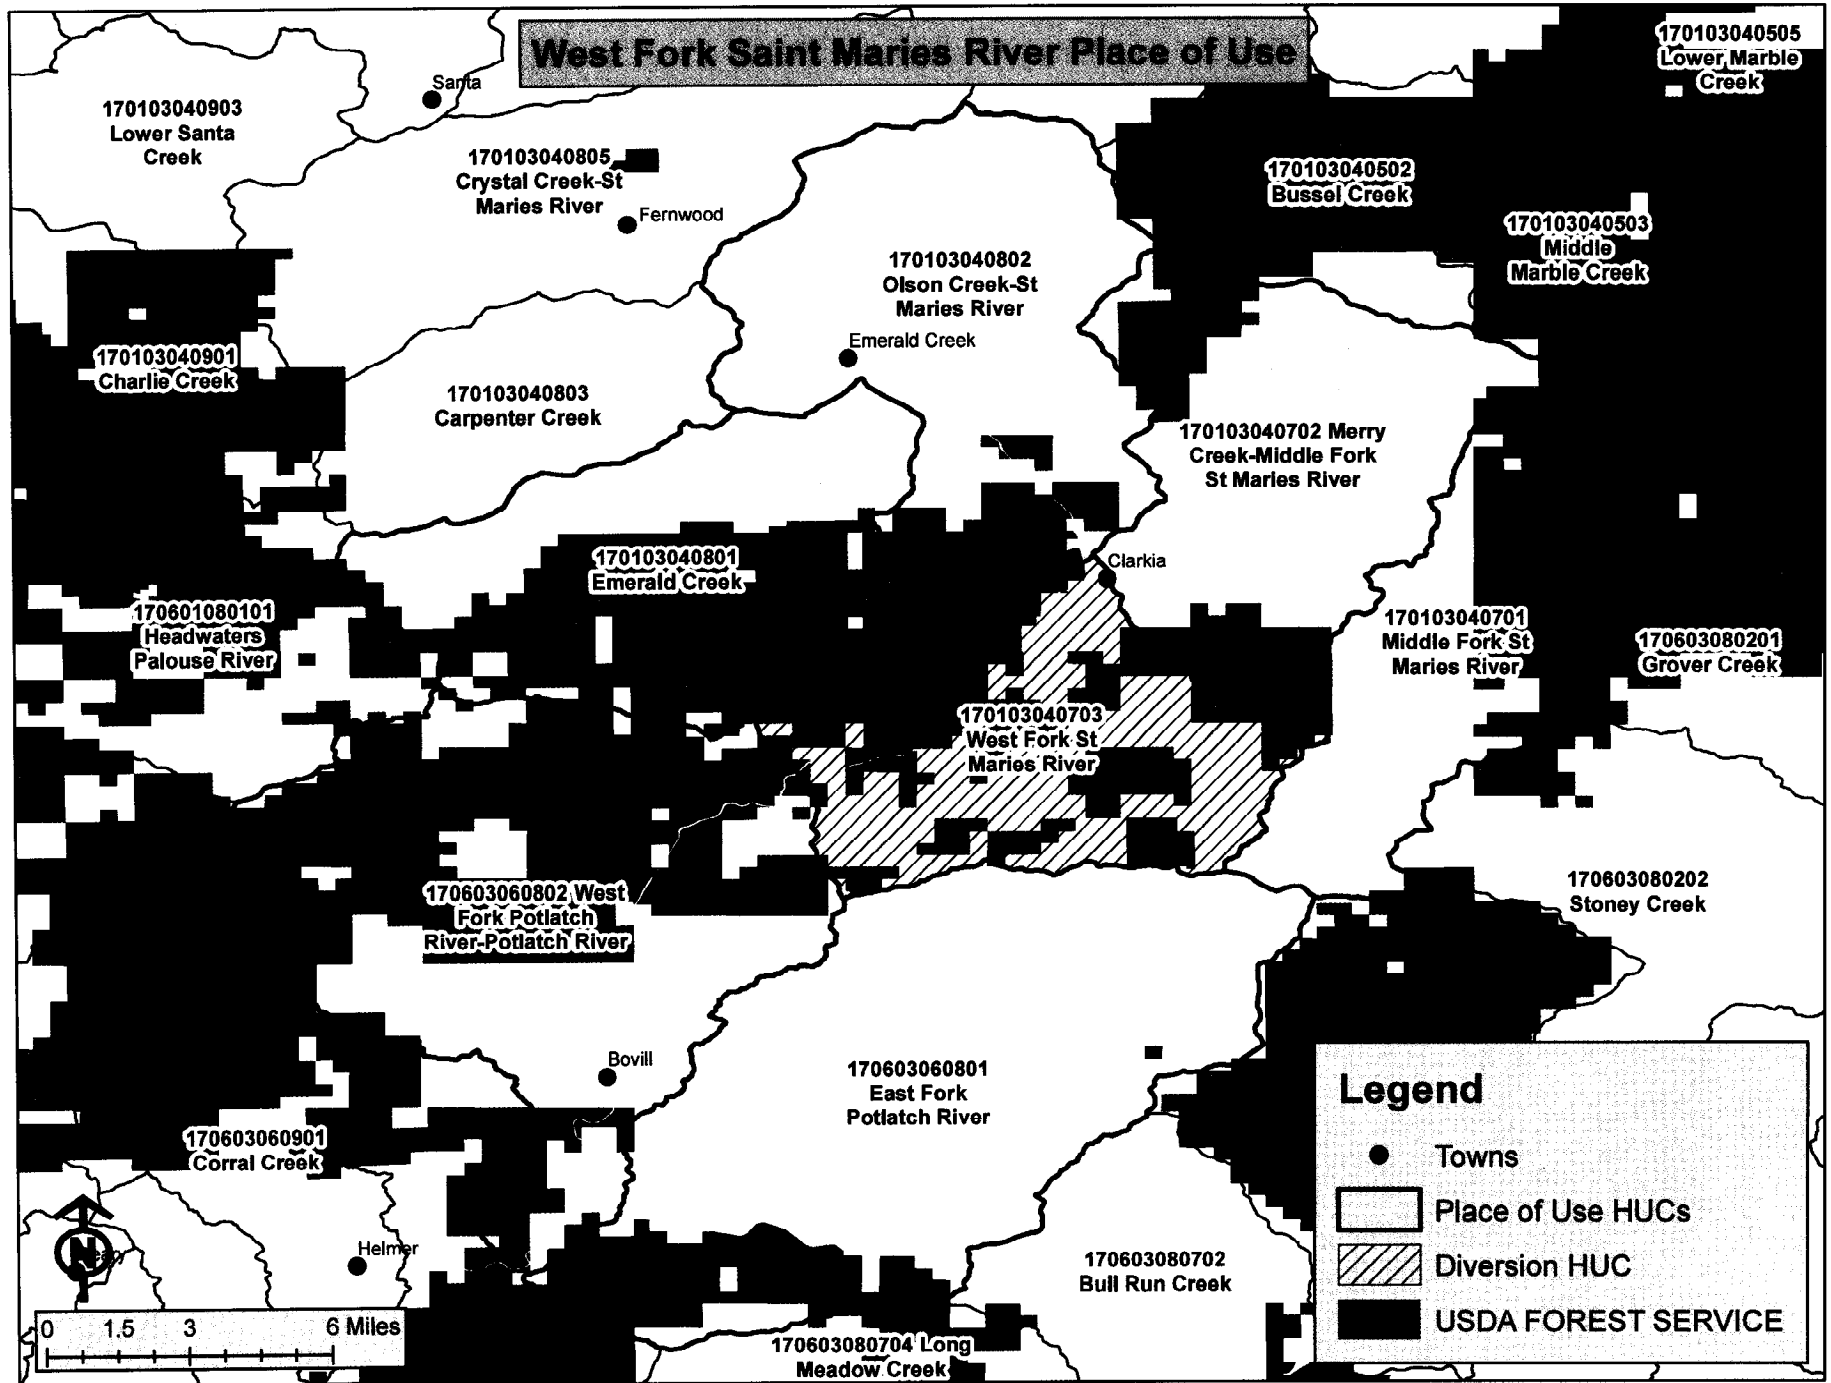 West Fork Saint Maries River Place of Use
170103040505
Lower Marble
Creek
Santa
170103040903
Lower Santa
Creek
170103040805
Crystal Creek-St
Maries River
Fernwood
170103040502
Bussel Creek
170103040503
Middle
Marble Creek
170103040802
Olson Creek-St
Maries River
Emerald Creek
170103040901
Charlie Creek
170103040803
Carpenter Creek
170103040702 Merry
Creek-Middle Fork
St Maries River
170103040801
Emerald Creek
Clarkia
170601080101
Headwaters
Palouse River
170103040701
Middle Fork St
Maries River
170603080201
Grover Creek
170103040703
West Fork St
Maries River
170603060802 West
Fork Potlatch
River-Potlatch River
170603080202
Stoney Creek
Bovill
170603060801
East Fork
Potlatch River
170603060901
Corral Creek
Helmer
N
170603080702
Bull Run Creek
170603080704 Long
Meadow Creek
0 1.5 3 6 Miles
Legend
Towns
Place of Use HUCs
Diversion HUC
USDA FOREST SERVICE